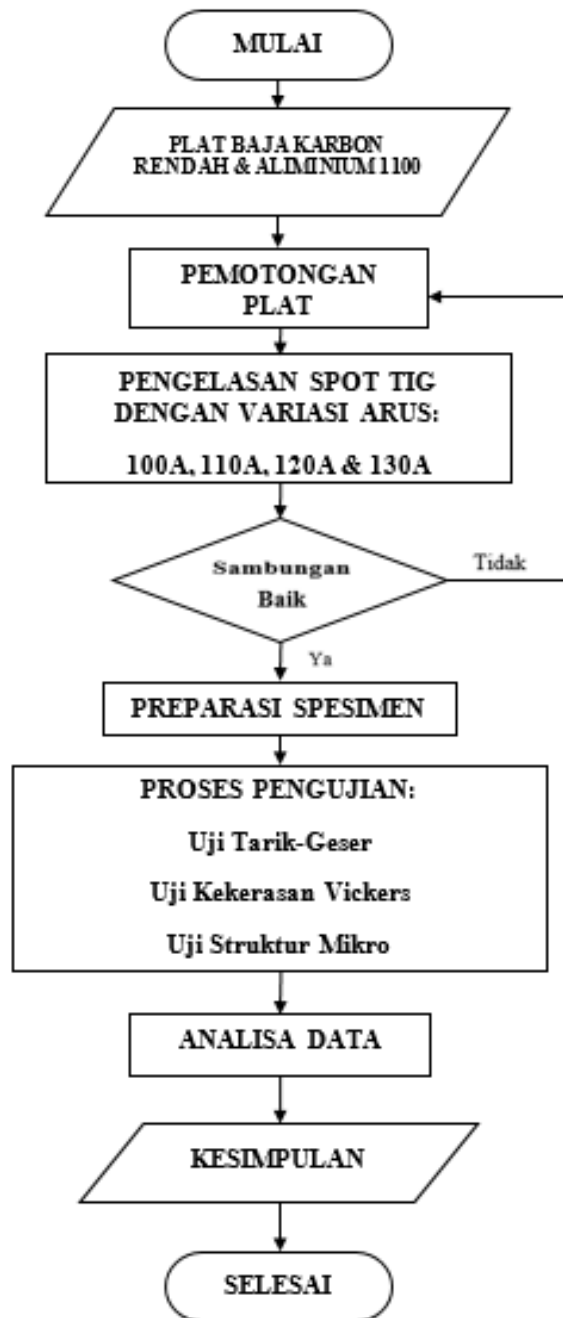 MULAI
PLAT BAJA KARBON
RENDAH & ALIMINIUM 1100
PEMOTONGAN
PLAT
PENGELASAN SPOT TIG
DENGAN VARIASI ARUS:
100A, 110A, 120A & 130A
Sambungan
Baik
Tidak
Ya
PREPARASI SPESIMEN
PROSES PENGUJIAN:
Uji Tarik-Geser
Uji Kekerasan Vickers
Uji Struktur Mikro
ANALISA DATA
KESIMPULAN
SELESAI